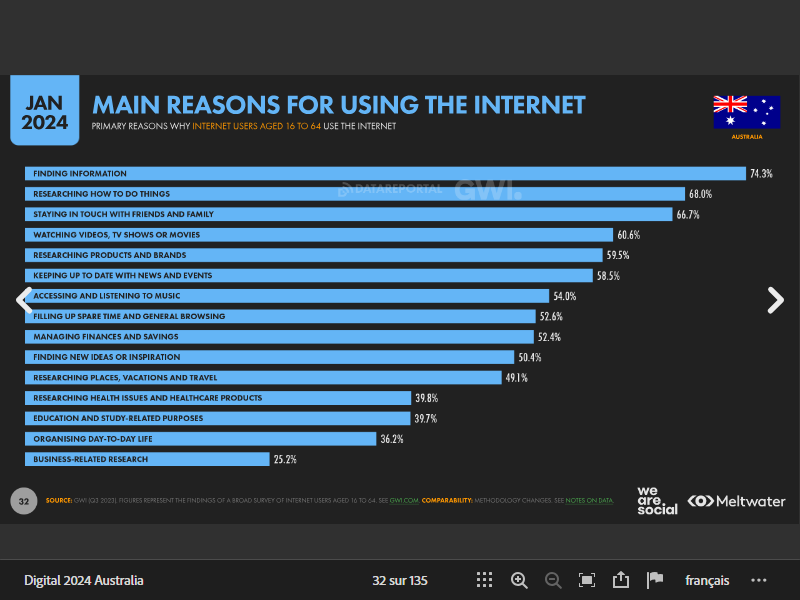 JAN
2024
MAIN REASONS FOR USING THE INTERNET
PRIMARY REASONS WHY INTERNET USERS AGED 16 TO 64 USE THE INTERNET
AUSTRALIA
FINDING INFORMATION 74.3%
RESEARCHING HOW TO DO THINGS 68.0%
DATAREPORTAL GWI.
STAYING IN TOUCH WITH FRIENDS AND FAMILY 66.7%
WATCHING VIDEOS, TV SHOWS OR MOVIES 60.6%
RESEARCHING PRODUCTS AND BRANDS 59.5%
KEEPING UP TO DATE WITH NEWS AND EVENTS 58.5%
ACCESSING AND LISTENING TO MUSIC 54.0%
FILLING UP SPARE TIME AND GENERAL BROWSING 52.6%
MANAGING FINANCES AND SAVINGS 52.4%
FINDING NEW IDEAS OR INSPIRATION 50.4%
RESEARCHING PLACES, VACATIONS AND TRAVEL 49.1%
RESEARCHING HEALTH ISSUES AND HEALTHCARE PRODUCTS 39.8%
EDUCATION AND STUDY-RELATED PURPOSES 39.7%
ORGANISING DAY-TO-DAY LIFE 36.2%
BUSINESS-RELATED RESEARCH 25.2%
32
SOURCE: GWI (Q3 2023). FIGURES REPRESENT THE FINDINGS OF A BROAD SURVEY OF INTERNET USERS AGED 16 TO 64. SEE GWI.COM. COMPARABILITY: METHODOLOGY CHANGES. SEE NOTES ON DATA.
we
are.
social
Meltwater
Digital 2024 Australia
32 sur 135
français